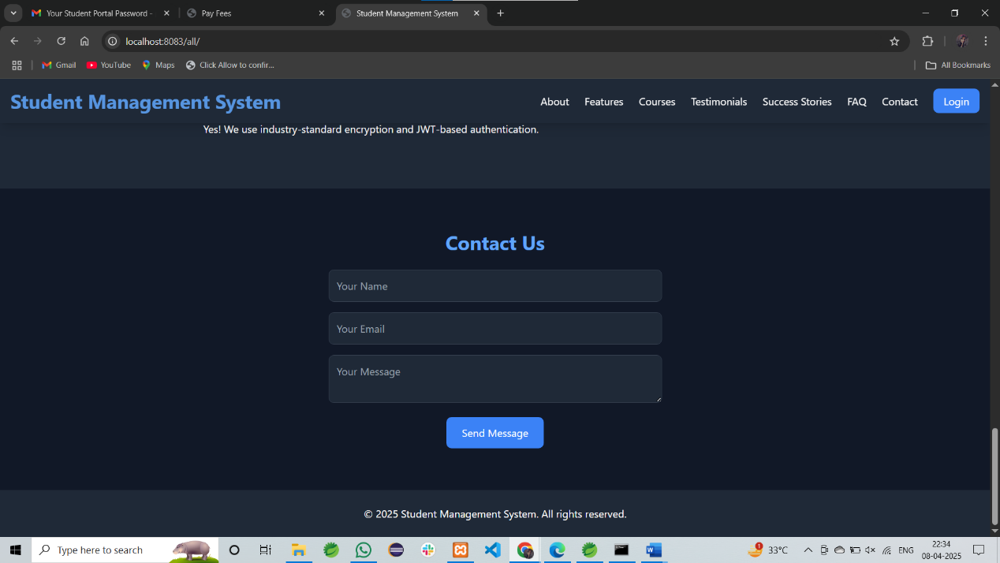 Your Student Portal Password -
Pay Fees
Student Management System
localhost:8083/all/
Gmail
YouTube
Maps
Click Allow to confir...
All Bookmarks
Student Management System
About
Features
Courses
Testimonials
Success Stories
FAQ
Contact
Login
Yes! We use industry-standard encryption and JWT-based authentication.
Contact Us
Your Name
Your Email
Your Message
Send Message
© 2025 Student Management System. All rights reserved.
Type here to search
1
33°C
ENG
22:34
08-04-2025